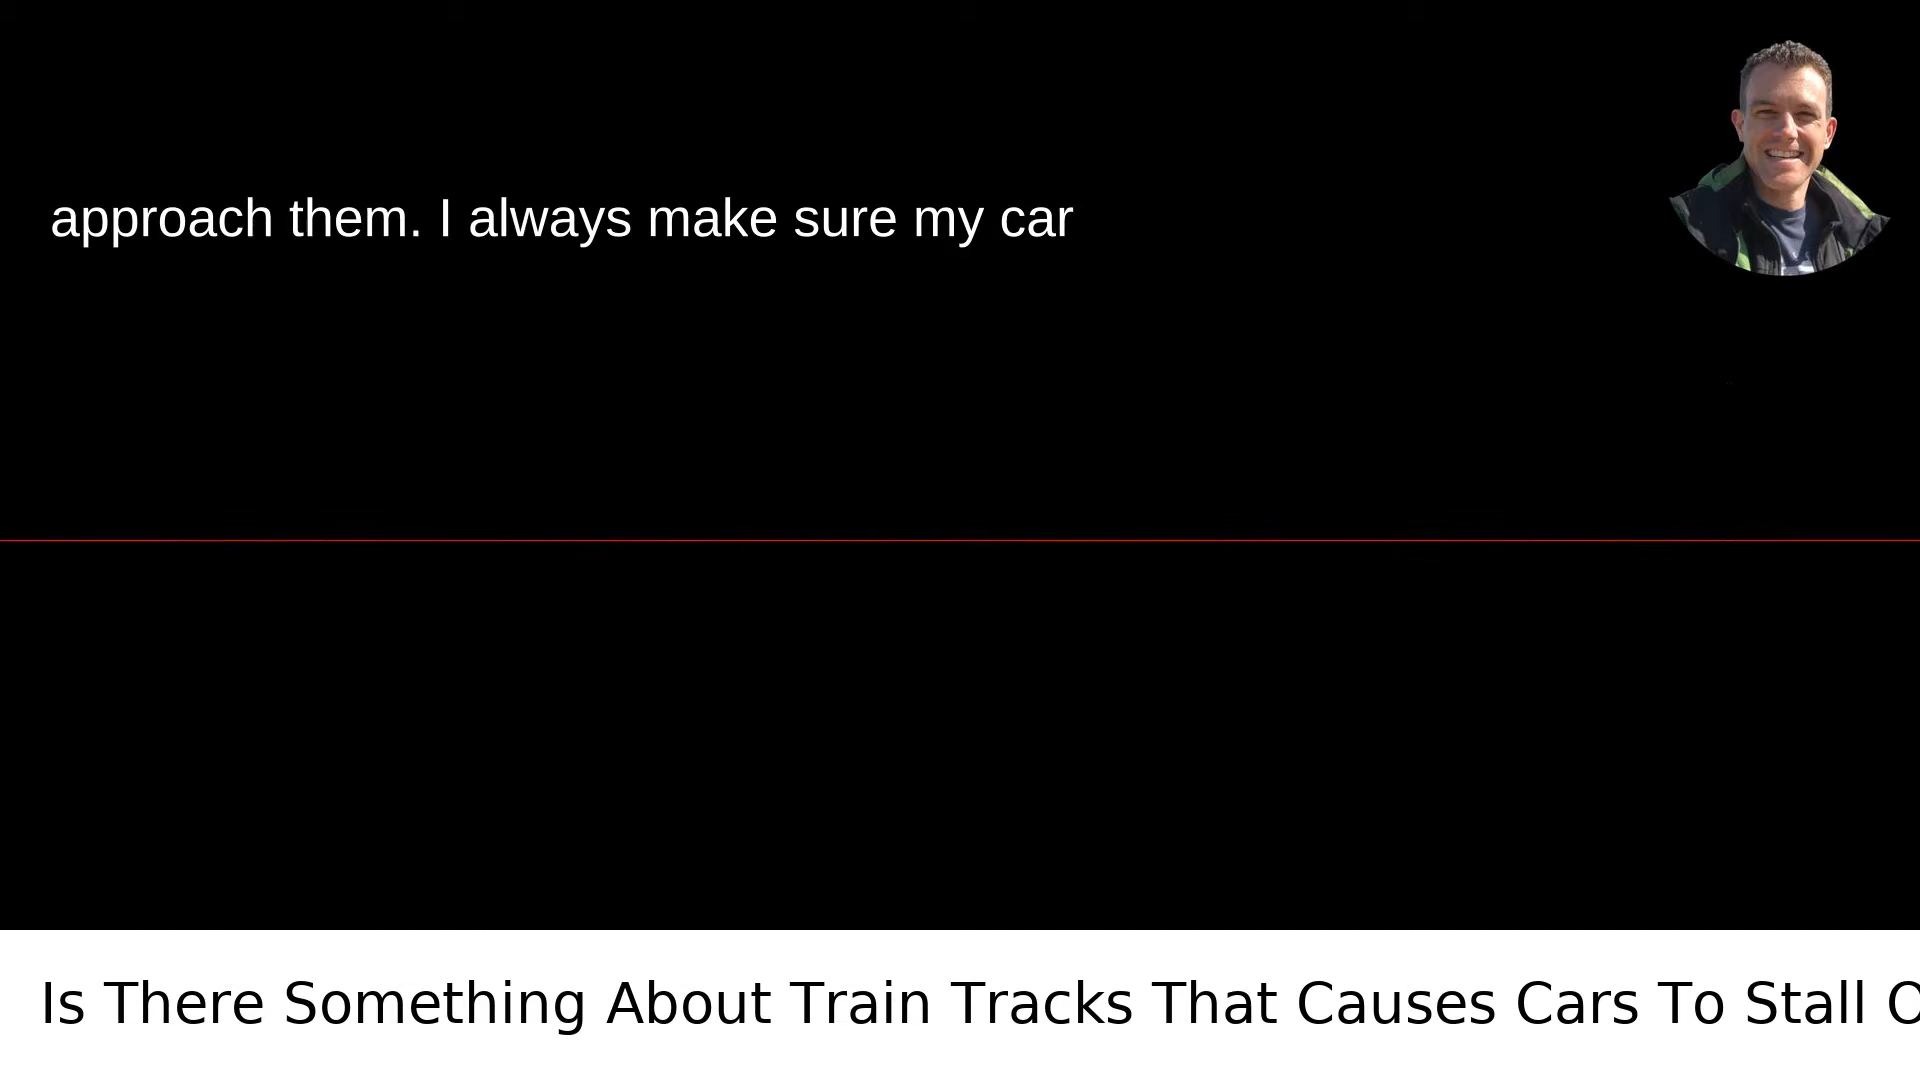 approach them. I always make sure my car
Is There Something About Train Tracks That Causes Cars To Stall